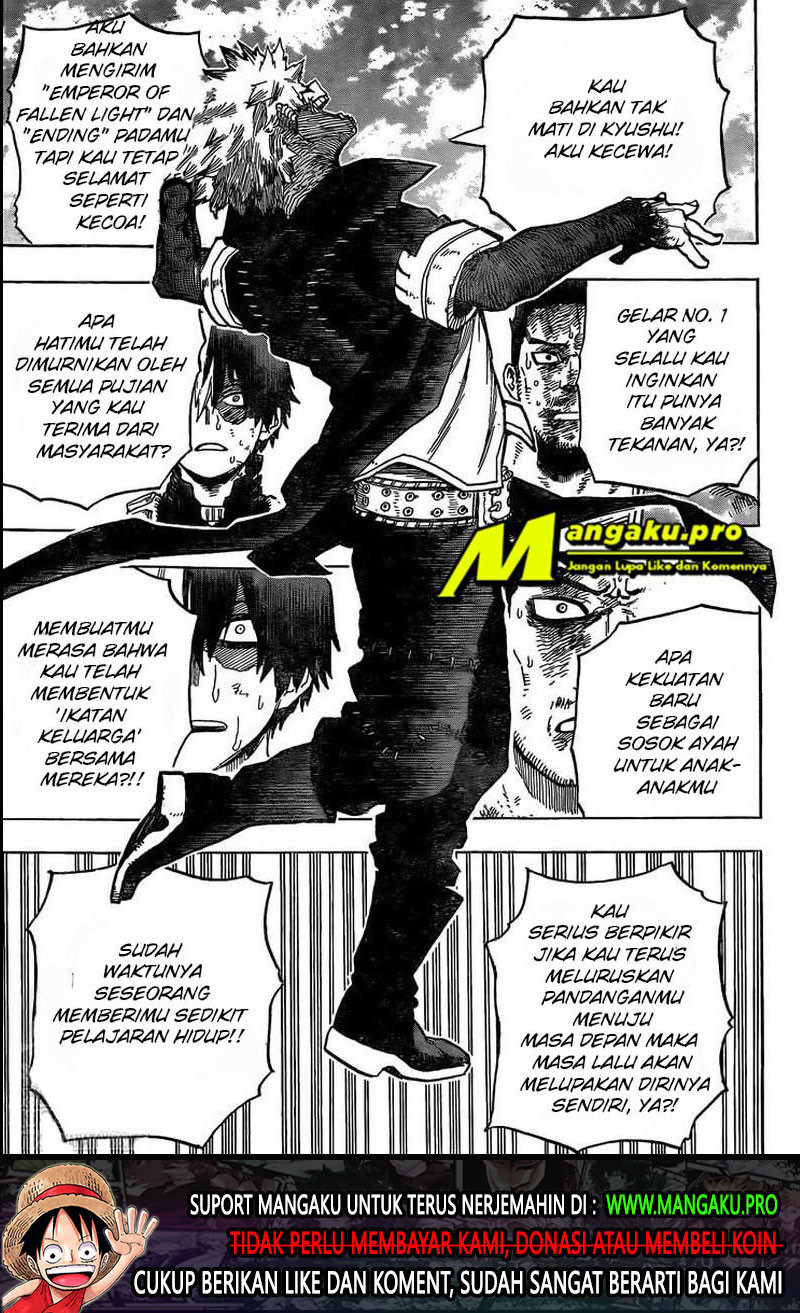 KAU
BAHKAN TAK
MATI DI KYUSHU!
AKU KECEWA!
AKU
BAHKAN
MENGIRIM
"EMPEROR OF
FALLEN LIGHT" DAN
"ENDING" PADAMU
TAPI KAU TETAP
SELAMAT
SEPERTI
KECOA!
GELAR NO. 1
YANG
SELALU KAU
INGINKAN
ITU PUNYA
BANYAK
TEKANAN, YA?!
APA
HATIMU TELAH
DIMURNIKAN OLEH
SEMUA PUJIAN
YANG KAU
TERIMA DARI
MASYARAKAT?
Mangaku.pro
Jangan Lupa Like dan Komennya
APA
KEKUATAN
BARU
SEBAGAI
SOSOK AYAH
UNTUK ANAK-
ANAKMU
MEMBUATMU
MERASA BAHWA
KAU TELAH
MEMBENTUK
'IKATAN
KELUARGA'
BERSAMA
MEREKA?!!
KAU
SERIUS BERPIKIR
JIKA KAU TERUS
MELURUSKAN
PANDANGANMU
MENUJU
MASA DEPAN MAKA
MASA LALU AKAN
MELUPAKAN DIRINYA
SENDIRI, YA?!
SUDAH
WAKTUNYA
SESEORANG
MEMBERIMU SEDIKIT
PELAJARAN HIDUP!!
SUPORT MANGAKU UNTUK TERUS NERJEMAHIN DI : WWW.MANGAKU.PRO
TIDAK PERLU MEMBAYAR KAMI, DONASI ATAU MEMBELI KOIN
CUKUP BERIKAN LIKE DAN KOMENT, SUDAH SANGAT BERARTI BAGI KAMI